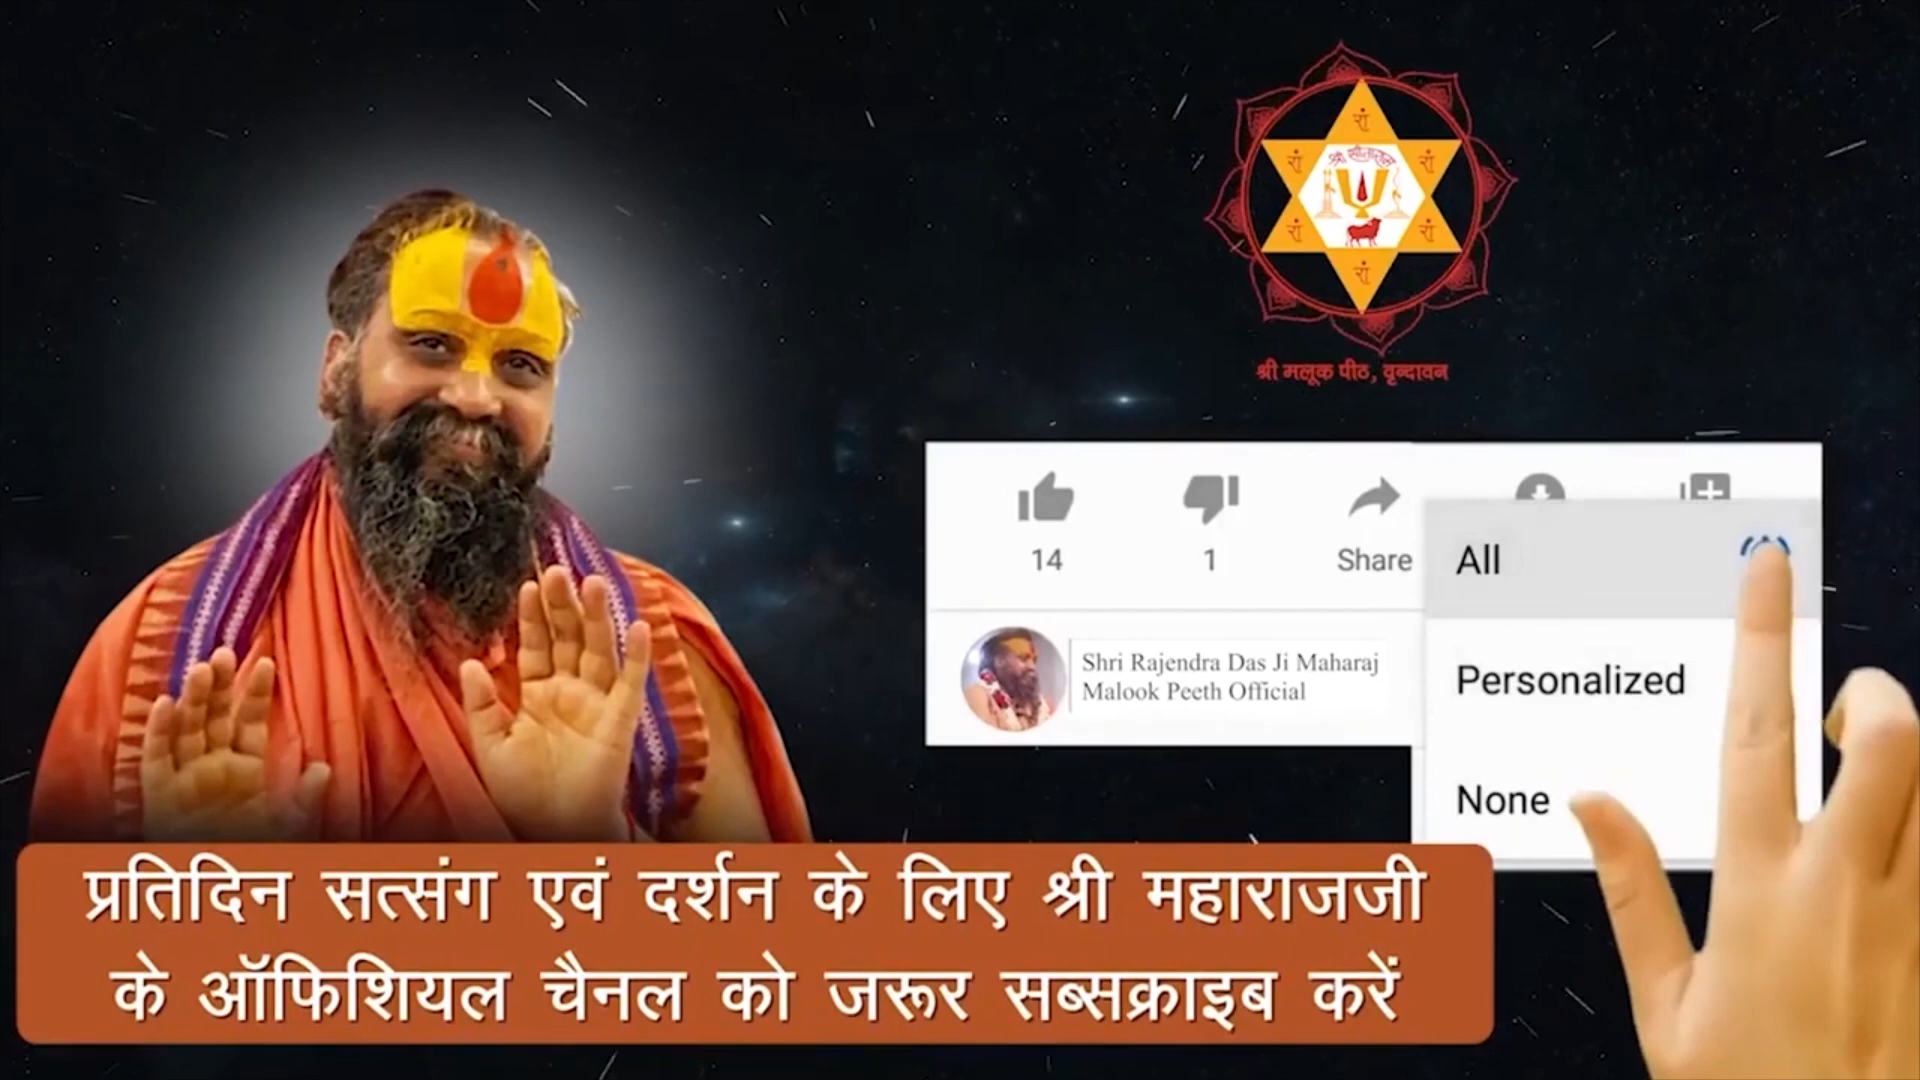 रां
रां
रां
श्री सीताराम
रां
रां
रां
श्री मलूक पीठ, वृन्दावन
14
1
Share
All
Shri Rajendra Das Ji Maharaj
Malook Peeth Official
Personalized
None
प्रतिदिन सत्संग एवं दर्शन के लिए श्री महाराजजी
के ऑफिशियल चैनल को जरूर सब्सक्राइब करें